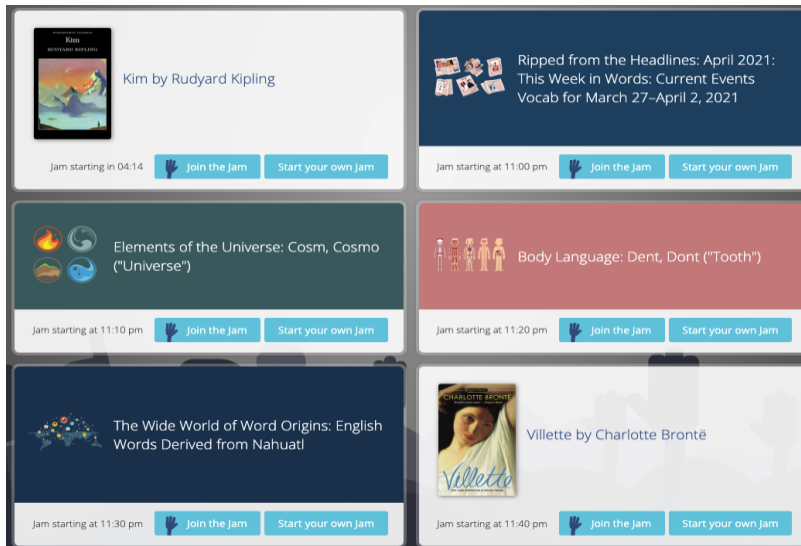 Kim
RUDYARD KIPLING
Kim by Rudyard Kipling
Jam starting in 04:14
Join the Jam
Start your own Jam
Ripped from the Headlines: April 2021:
This Week in Words: Current Events
Vocab for March 27–April 2, 2021
Jam starting at 11:00 pm
Join the Jam
Start your own Jam
Elements of the Universe: Cosm, Cosmo
("Universe")
Jam starting at 11:10 pm
Join the Jam
Start your own Jam
Body Language: Dent, Dont ("Tooth")
Jam starting at 11:20 pm
Join the Jam
Start your own Jam
The Wide World of Word Origins: English
Words Derived from Nahuatl
Jam starting at 11:30 pm
Join the Jam
Start your own Jam
CHARLOTTE BRONTË
Villette
Villette by Charlotte Brontë
Jam starting at 11:40 pm
Join the Jam
Start your own Jam